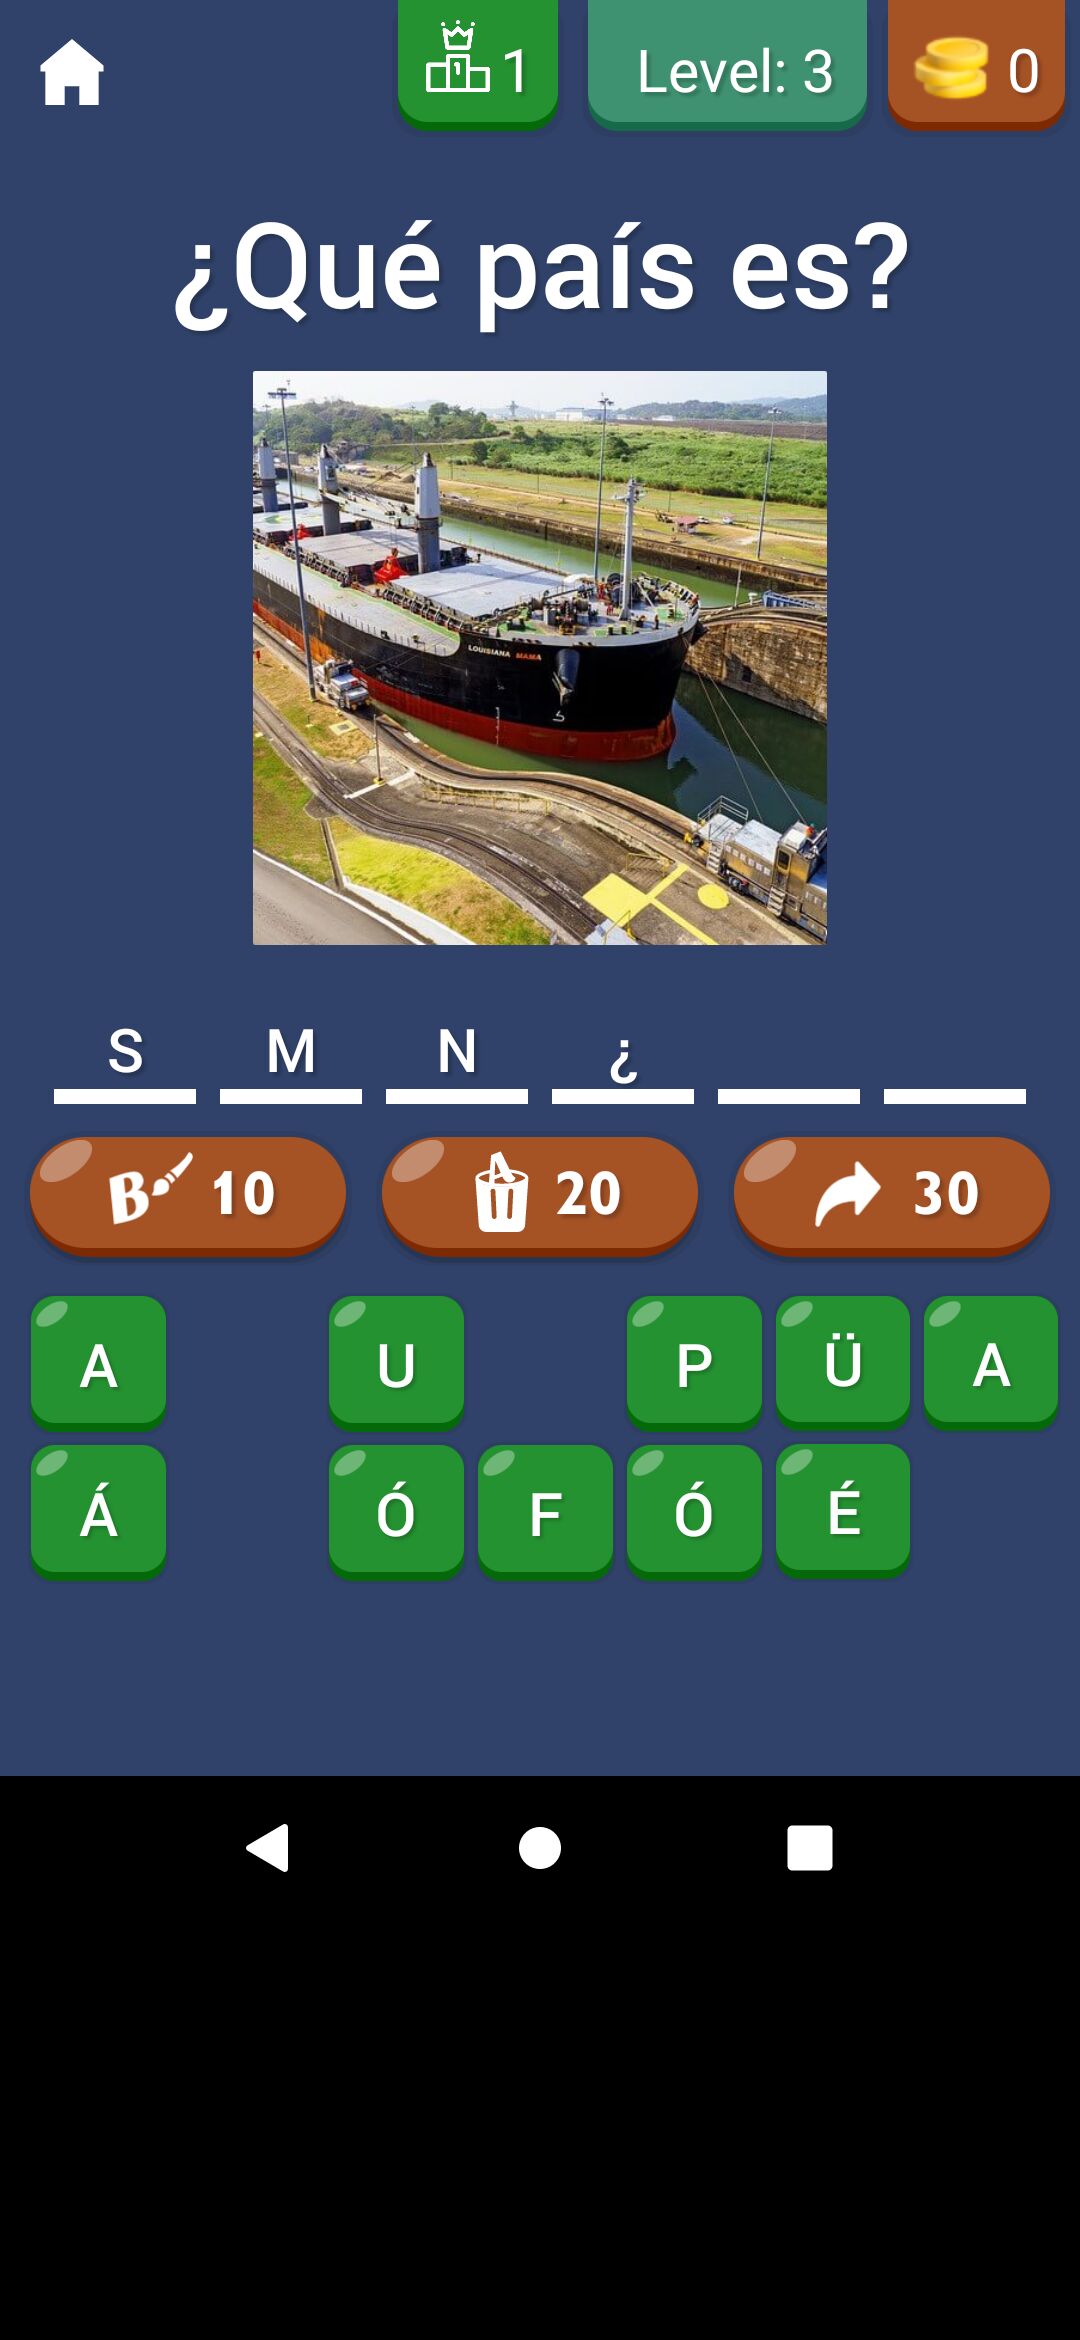 1 Level: 3 0
¿Qué país es?
LOUISIANA MAMA
S M N ¿
B 10 20 30
A U P Ü A
Á Ó F Ó É